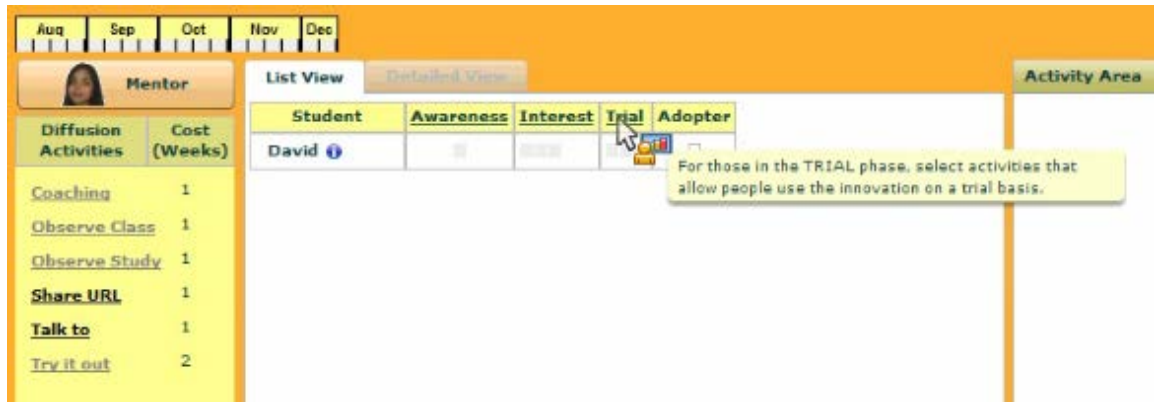 Aug Sep Oct Nov Dec
Mentor
List View Detailed View
Activity Area
Diffusion Activities Cost (Weeks)
Student Awareness Interest Trial Adopter
David
For those in the TRIAL phase, select activities that
allow people use the innovation on a trial basis.
Coaching 1
Observe Class 1
Observe Study 1
Share URL 1
Talk to 1
Try it out 2